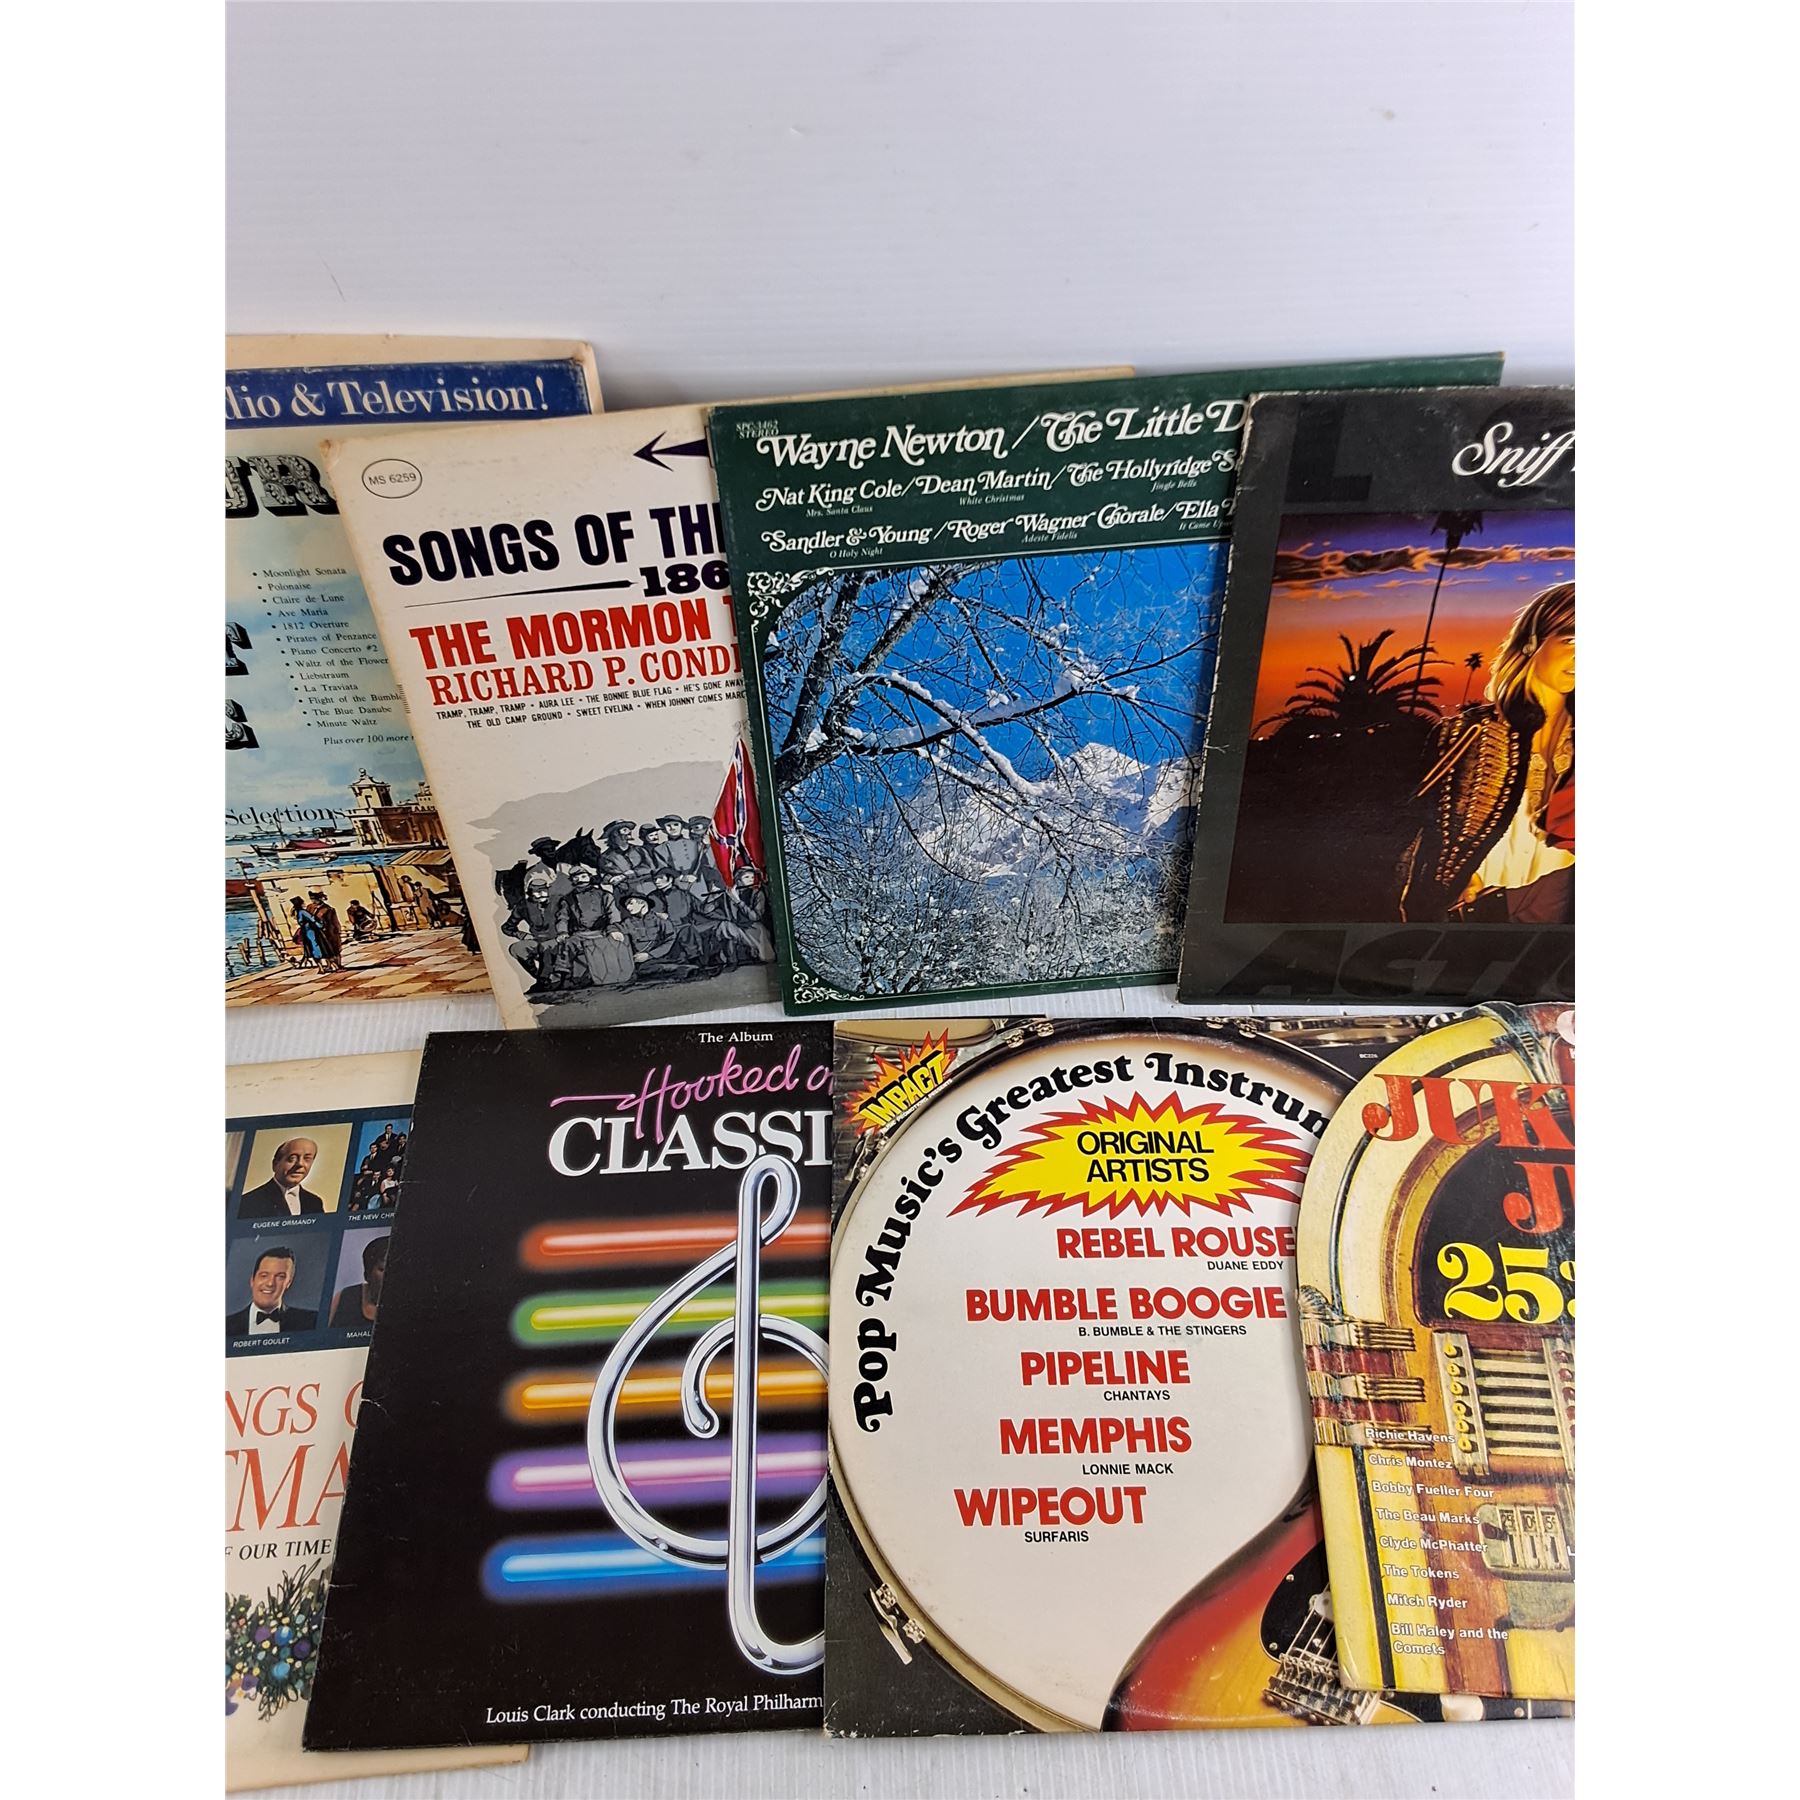 dio & Television!
• Moonlight Sonata
• Polonaise
• Claire de Lune
• Ave Maria
• 1812 Overture
• Pirates of Penzance
• Piano Concerto #2
• Waltz of the Flower
• Liebstraum
• La Traviata
• Flight of the Bumble
• The Blue Danube
• Minute Waltz
Plus over 100 more
Selections
MS 6259
SONGS OF THE
186
THE MORMON T
RICHARD P. CONDI
TRAMP, TRAMP, TRAMP • AURA LEE • THE BONNIE BLUE FLAG • HE'S GONE AWAY
THE OLD CAMP GROUND • SWEET EVELINA • WHEN JOHNNY COMES MARC
SPC-3462
STEREO
Wayne Newton / The Little D
Nat King Cole / Dean Martin / The Hollyridge S
Mrs. Santa Claus White Christmas Jingle Bells
Sandler & Young / Roger Wagner Chorale / Ella
O Holy Night Adeste Fidelis It Came Upo
Sniff
ACTI
EUGENE ORMANDY
THE NEW CHR
ROBERT GOULET
MAHAL
NGS
TMA
F OUR TIME
The Album
Hooked o
CLASSI
Louis Clark conducting The Royal Philharm
IMPACT
BC226
Pop Music's Greatest Instrum
ORIGINAL
ARTISTS
REBEL ROUSE
DUANE EDDY
BUMBLE BOOGIE
B. BUMBLE & THE STINGERS
PIPELINE
CHANTAYS
MEMPHIS
LONNIE MACK
WIPEOUT
SURFARIS
JUK
JI
25
Richie Havens
Chris Montez
Bobby Fueller Four
The Beau Marks
Clyde McPhatter
The Tokens
Mitch Ryder
Bill Haley and the
Comets